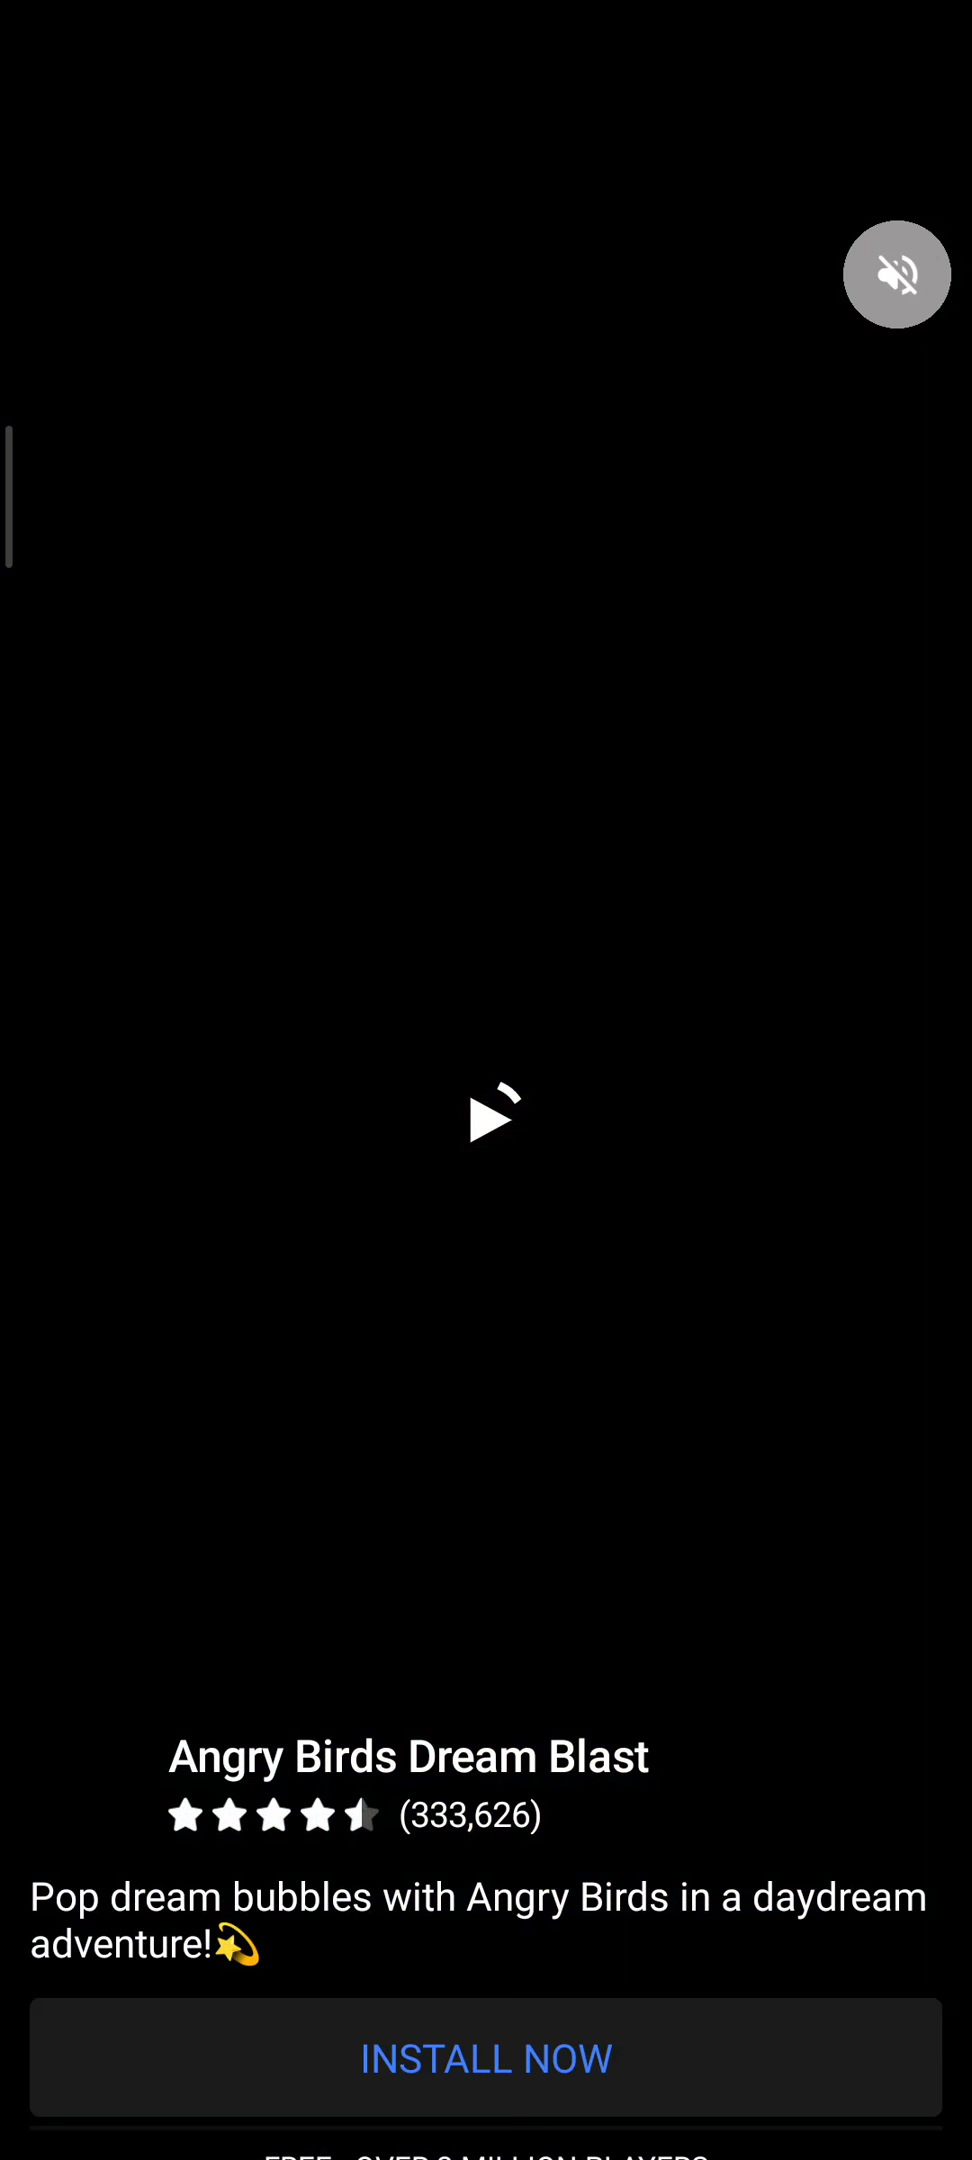 Angry Birds Dream Blast
(333,626)
Pop dream bubbles with Angry Birds in a daydream
adventure!💫
INSTALL NOW